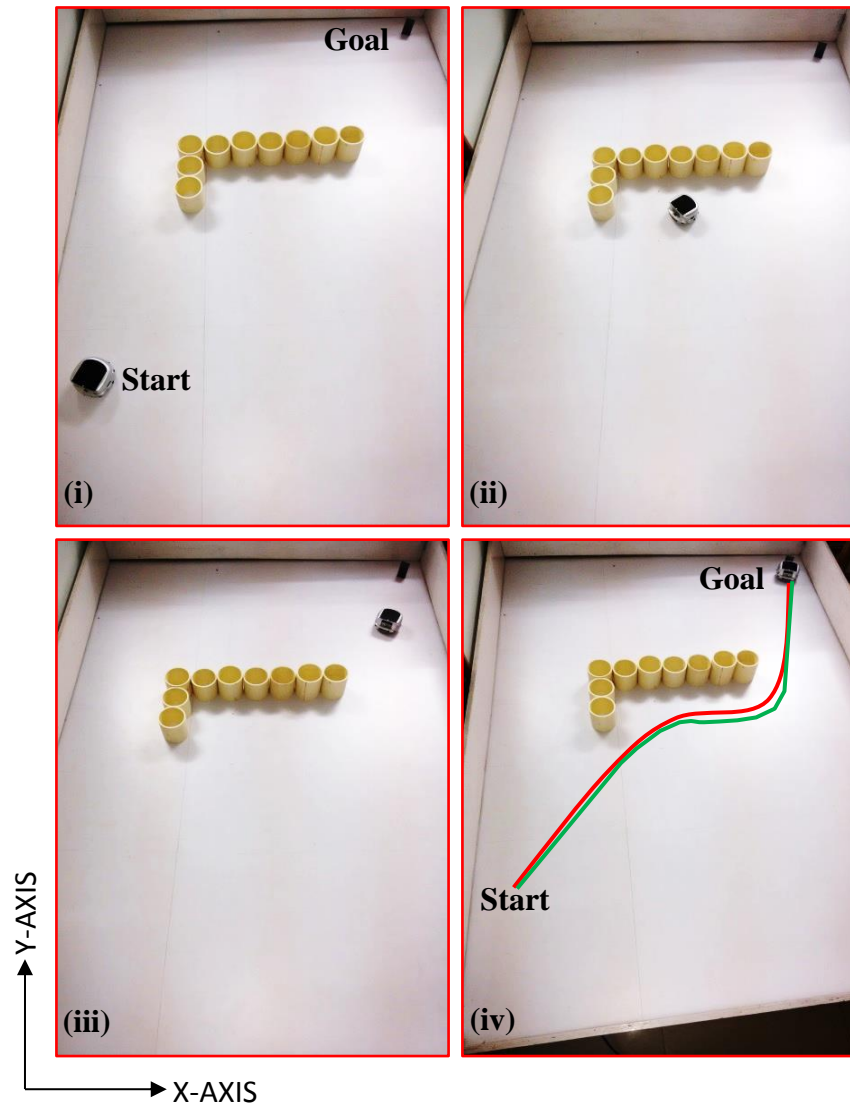 Goal
Start
(i)
(ii)
(iii)
Goal
Start
(iv)
Y-AXIS
X-AXIS